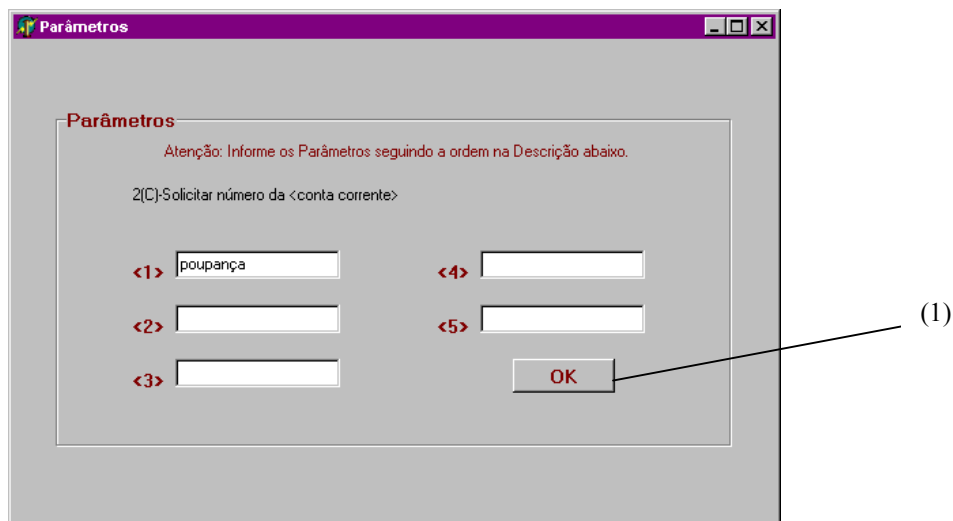 Parâmetros
Parâmetros
Atenção: Informe os Parâmetros seguindo a ordem na Descrição abaixo.
2(C)-Solicitar número da <conta corrente>
<1> poupança
<4>
<2>
<5>
(1)
<3>
OK